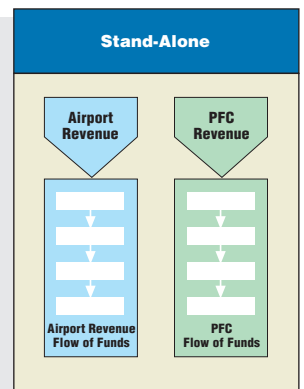 Stand-Alone
Airport
Revenue
PFC
Revenue
Airport Revenue
Flow of Funds
PFC
Flow of Funds